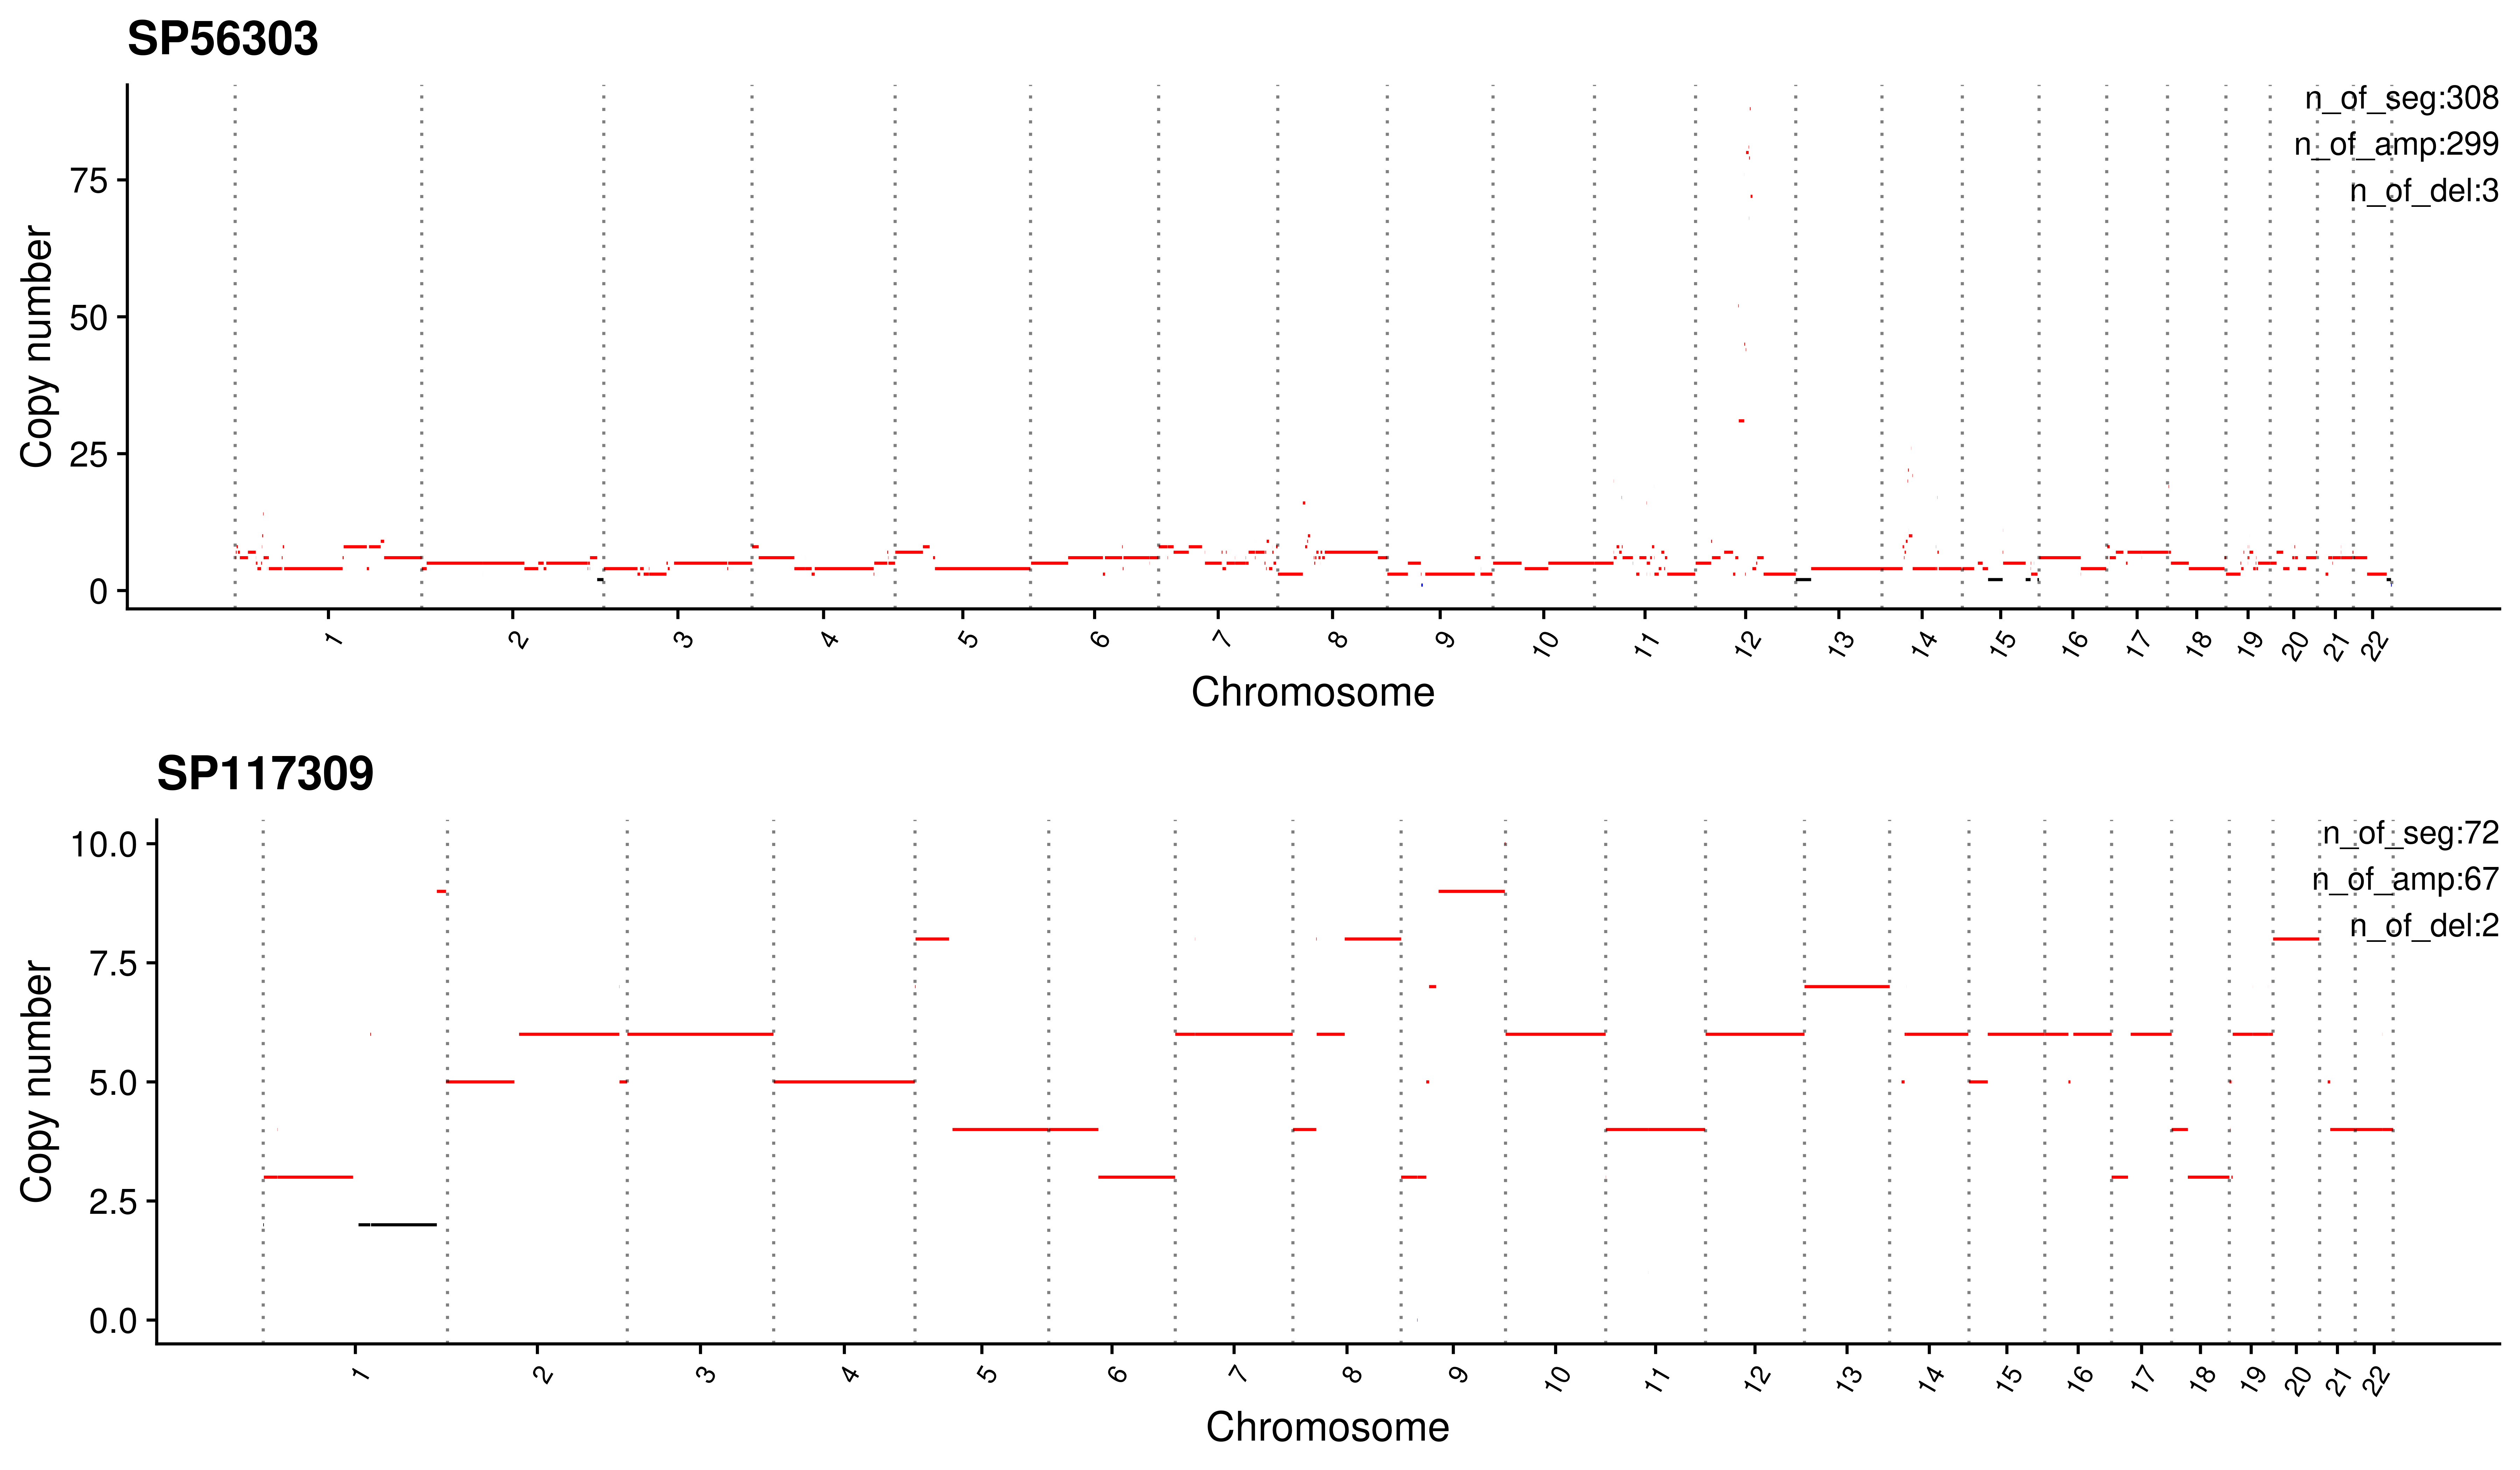 SP56303
n_of_seg:308
n_of_amp:299
n_of_del:3
Copy number
75
50
25
0
1 2 3 4 5 6 7 8 9 10 11 12 13 14 15 16 17 18 19 20 21 22
Chromosome
SP117309
n_of_seg:72
n_of_amp:67
n_of_del:2
Copy number
10.0
7.5
5.0
2.5
0.0
1 2 3 4 5 6 7 8 9 10 11 12 13 14 15 16 17 18 19 20 21 22
Chromosome